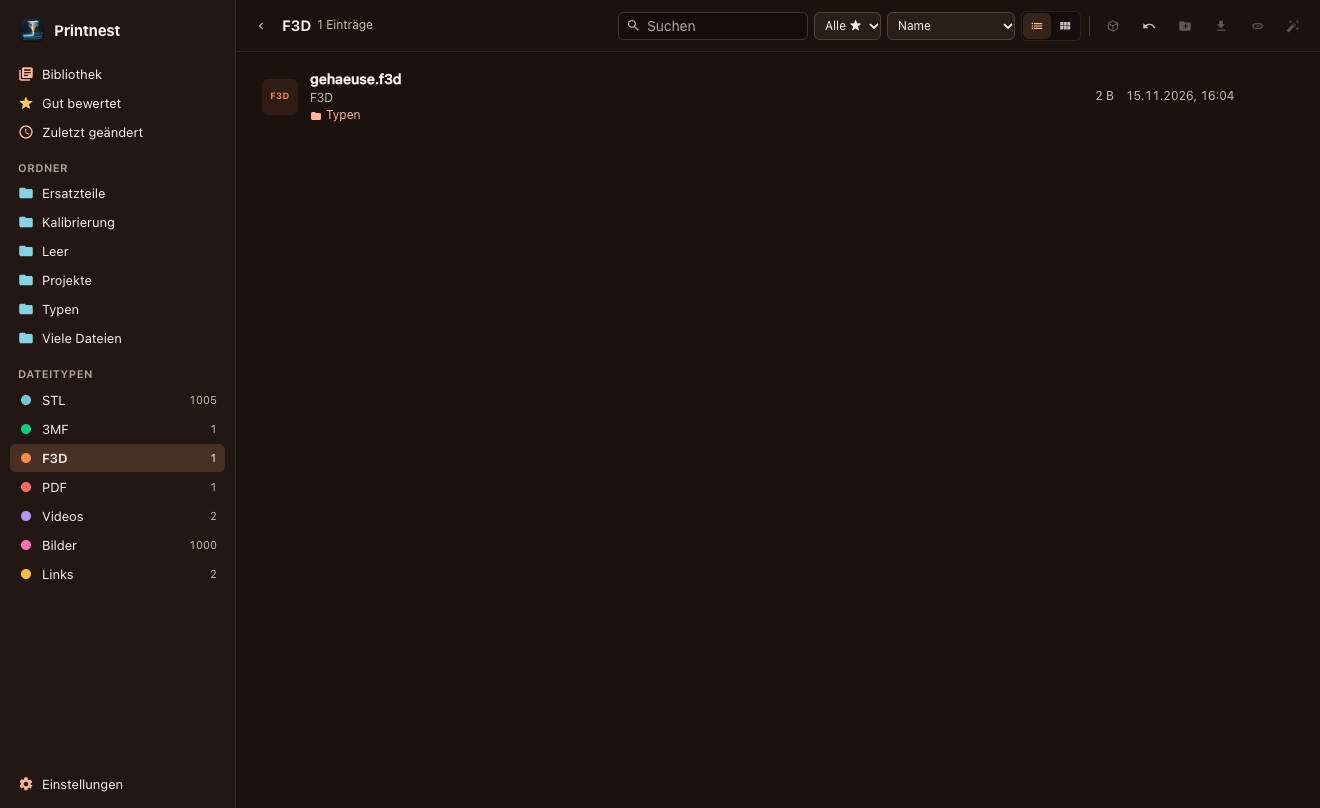 Printnest
Bibliothek
Gut bewertet
Zuletzt geändert
ORDNER
Ersatzteile
Kalibrierung
Leer
Projekte
Typen
Viele Dateien
DATEITYPEN
STL 1005
3MF 1
F3D 1
PDF 1
Videos 2
Bilder 1000
Links 2
Einstellungen
F3D 1 Einträge
Suchen
Alle ★
Name
F3D
gehaeuse.f3d
F3D
Typen
2 B 15.11.2026, 16:04